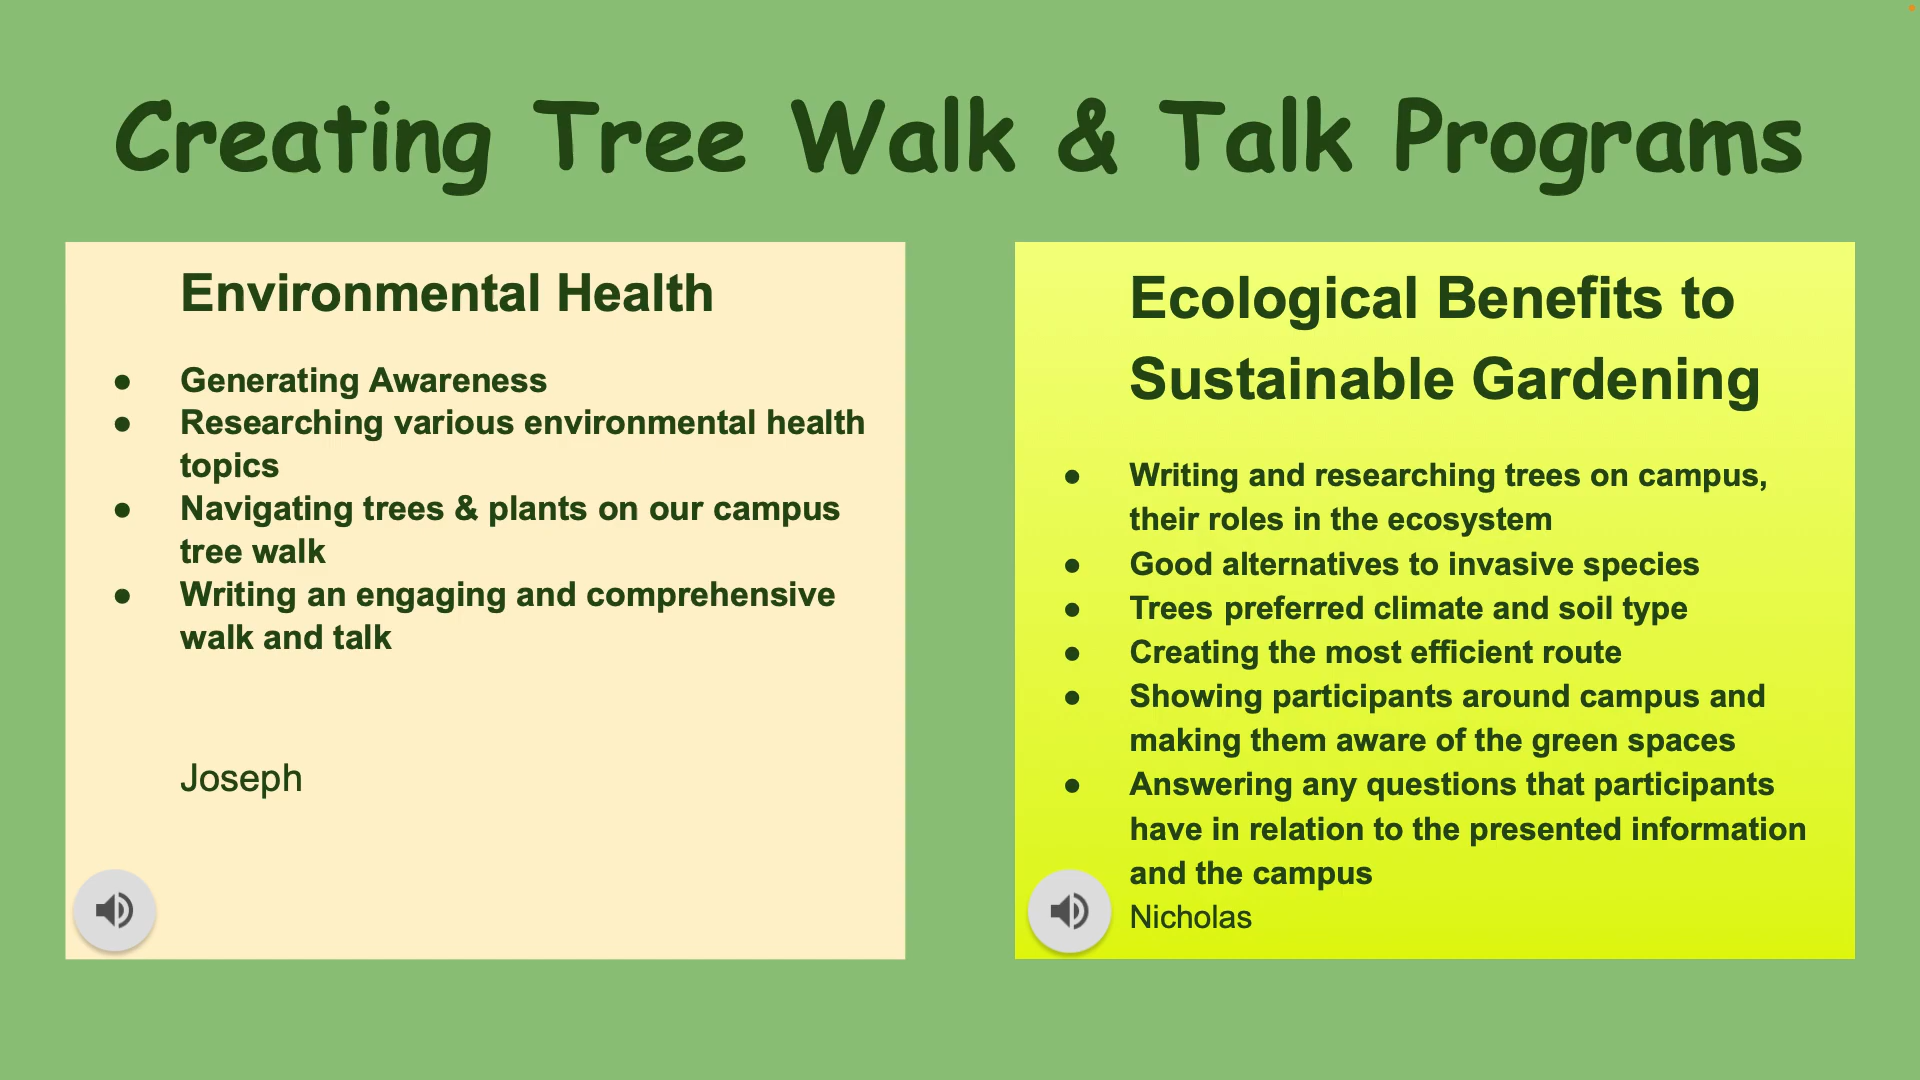 Creating Tree Walk & Talk Programs
Environmental Health
● Generating Awareness
● Researching various environmental health
topics
● Navigating trees & plants on our campus
tree walk
● Writing an engaging and comprehensive
walk and talk
Joseph
Ecological Benefits to
Sustainable Gardening
● Writing and researching trees on campus,
their roles in the ecosystem
● Good alternatives to invasive species
● Trees preferred climate and soil type
● Creating the most efficient route
● Showing participants around campus and
making them aware of the green spaces
● Answering any questions that participants
have in relation to the presented information
and the campus
Nicholas